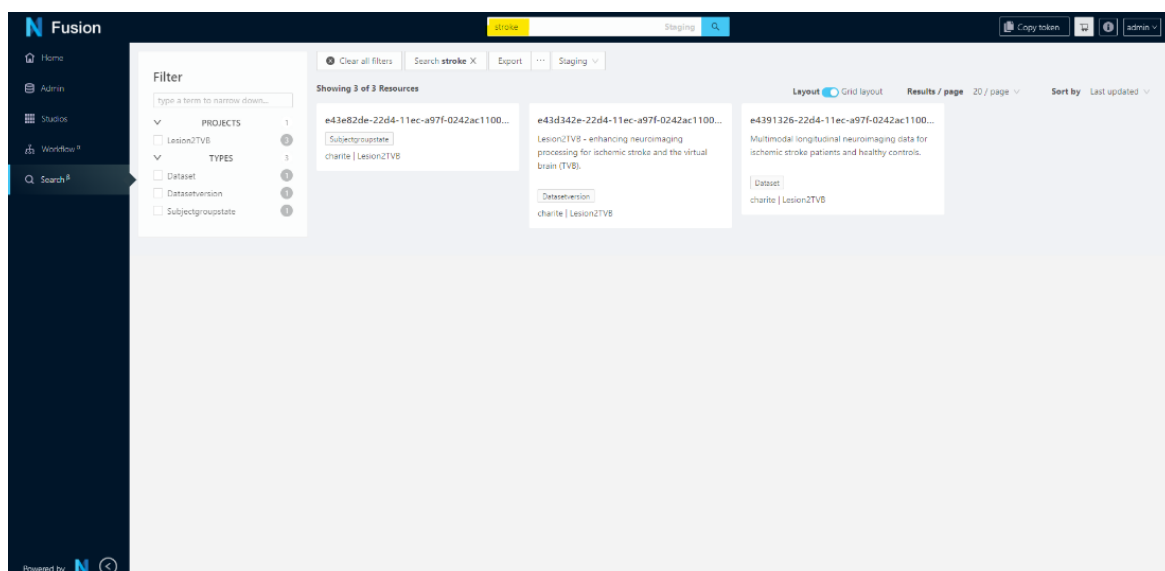 Fusion
stroke Staging
Copy token
admin
Home
Admin
Studios
Workflow β
Search β
Filter
type a term to narrow down...
PROJECTS 1
Lesion2TVB 3
TYPES 3
Dataset 1
Datasetversion 1
Subjectgroupstate 1
Clear all filters Search stroke X Export ··· Staging
Showing 3 of 3 Resources
Layout Grid layout Results / page 20 / page Sort by Last updated
e43e82de-22d4-11ec-a97f-0242ac1100...
Subjectgroupstate
charite | Lesion2TVB
e43d342e-22d4-11ec-a97f-0242ac1100...
Lesion2TVB - enhancing neuroimaging
processing for ischemic stroke and the virtual
brain (TVB).
Datasetversion
charite | Lesion2TVB
e4391326-22d4-11ec-a97f-0242ac1100...
Multimodal longitudinal neuroimaging data for
ischemic stroke patients and healthy controls.
Dataset
charite | Lesion2TVB
Powered by